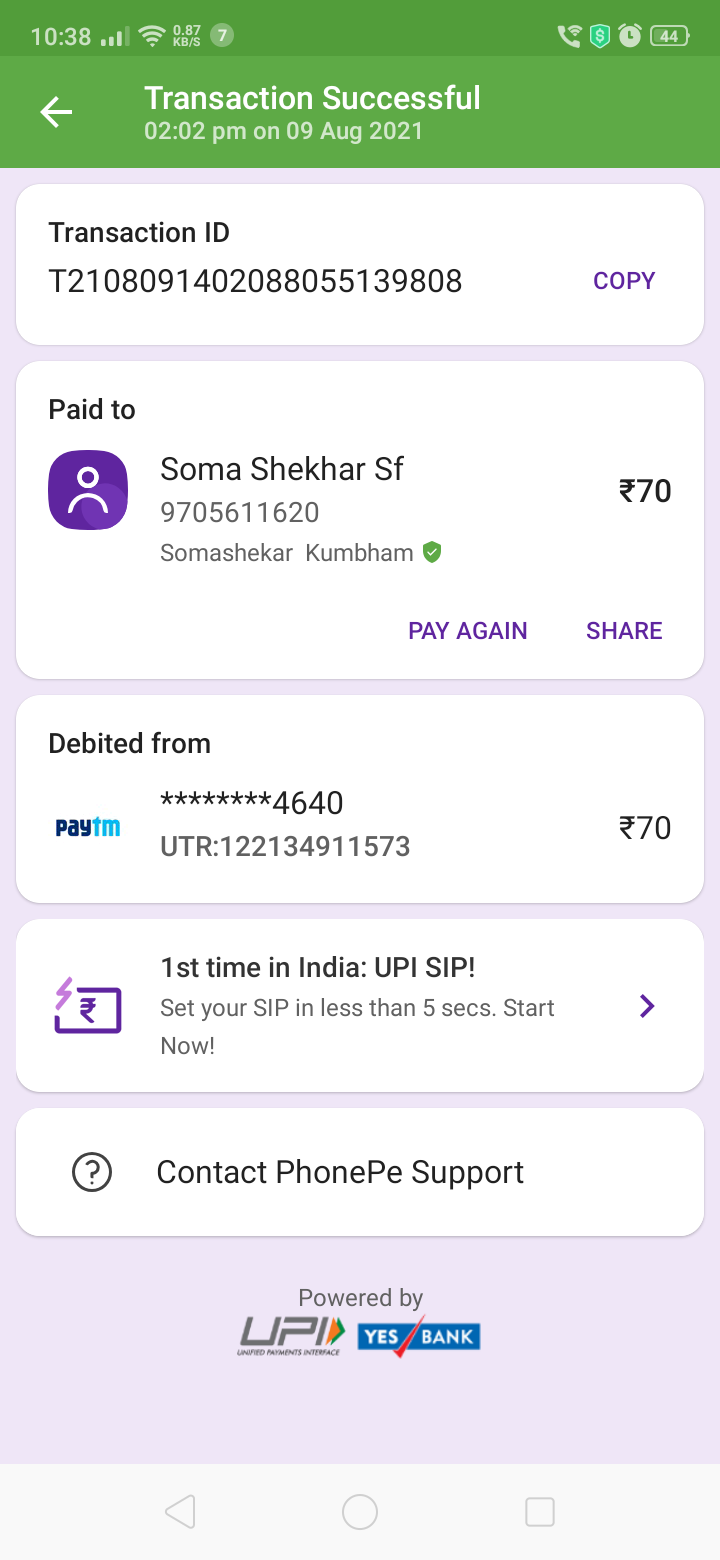 10:38 0.87 KB/S 7 44
Transaction Successful
02:02 pm on 09 Aug 2021
Transaction ID
T2108091402088055139808 COPY
Paid to
Soma Shekhar Sf
₹70
9705611620
Somashekar Kumbham
PAY AGAIN SHARE
Debited from
paytm
********4640
₹70
UTR:122134911573
1st time in India: UPI SIP!
Set your SIP in less than 5 secs. Start
Now!
Contact PhonePe Support
Powered by
UPI YES BANK
UNIFIED PAYMENTS INTERFACE